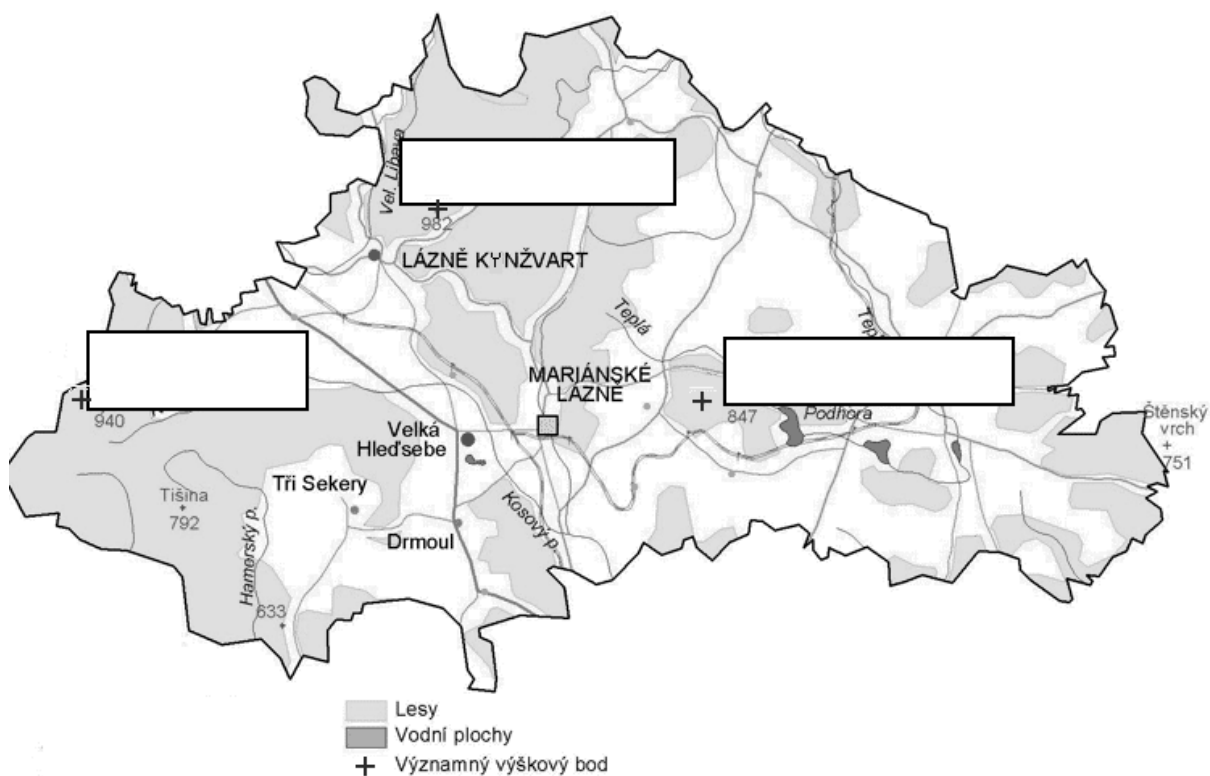 Vel. Libava
982
LÁZNĚ KYNŽVART
Teplá
MARIÁNSKÉ
LÁZNĚ
940
847
Podhora
Štěnský
vrch
751
Velká
Hleďsebe
Tišina
792
Tři Sekery
Hamerský p.
Drmoul
Kosový p.
633
Lesy
Vodní plochy
Významný výškový bod